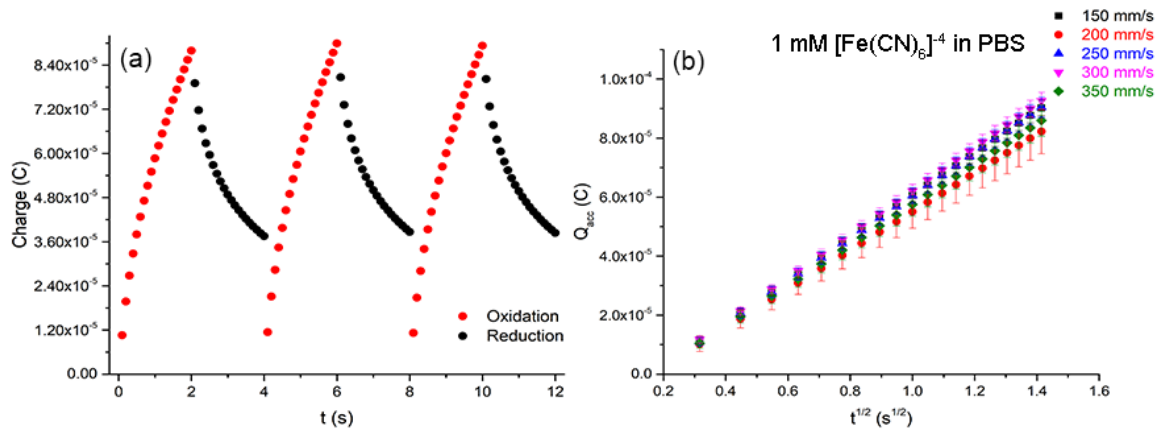 (a)
Charge (C)
8.40x10⁻⁵
7.20x10⁻⁵
6.00x10⁻⁵
4.80x10⁻⁵
3.60x10⁻⁵
2.40x10⁻⁵
1.20x10⁻⁵
0.00
0 2 4 6 8 10 12
t (s)
Oxidation
Reduction
(b)
1 mM [Fe(CN)₆]⁻⁴ in PBS
150 mm/s
200 mm/s
250 mm/s
300 mm/s
350 mm/s
Qacc (C)
1.0x10⁻⁴
8.0x10⁻⁵
6.0x10⁻⁵
4.0x10⁻⁵
2.0x10⁻⁵
0.0
0.2 0.4 0.6 0.8 1.0 1.2 1.4 1.6
t¹/² (s¹/²)